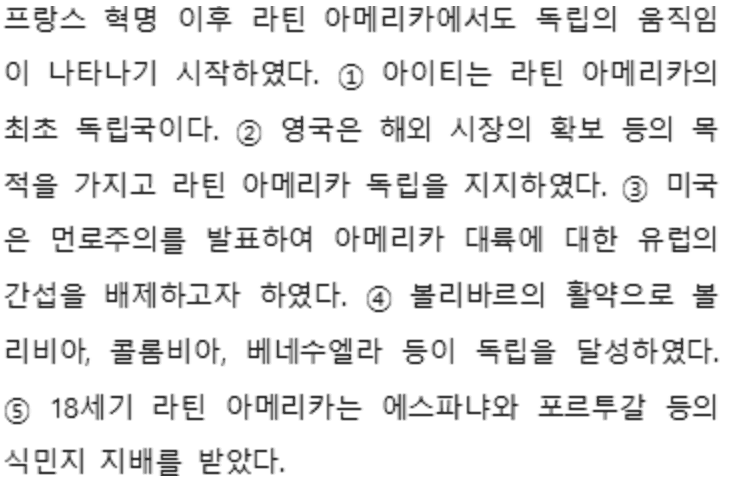 프랑스 혁명 이후 라틴 아메리카에서도 독립의 움직임
이 나타나기 시작하였다. ① 아이티는 라틴 아메리카의
최초 독립국이다. ② 영국은 해외 시장의 확보 등의 목
적을 가지고 라틴 아메리카 독립을 지지하였다. ③ 미국
은 먼로주의를 발표하여 아메리카 대륙에 대한 유럽의
간섭을 배제하고자 하였다. ④ 볼리바르의 활약으로 볼
리비아, 콜롬비아, 베네수엘라 등이 독립을 달성하였다.
⑤ 18세기 라틴 아메리카는 에스파냐와 포르투갈 등의
식민지 지배를 받았다.